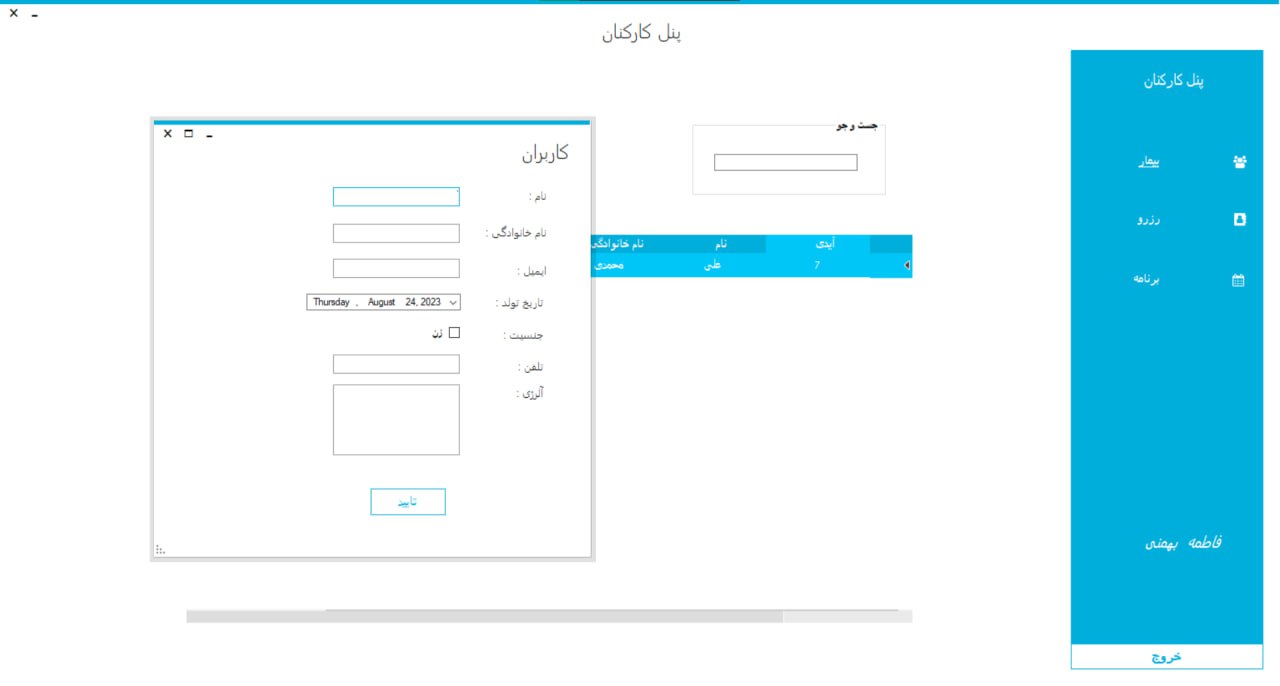 پنل کارکنان
پنل کارکنان
بیمار
رزرو
برنامه
فاطمه بهمنی
خروج
جست و جو
آیدی نام نام خانوادگی
7 علی محمدی
کاربران
نام :
نام خانوادگی :
ایمیل :
تاریخ تولد : Thursday , August 24, 2023
جنسیت : زن
تلفن :
آلرژی :
تایید